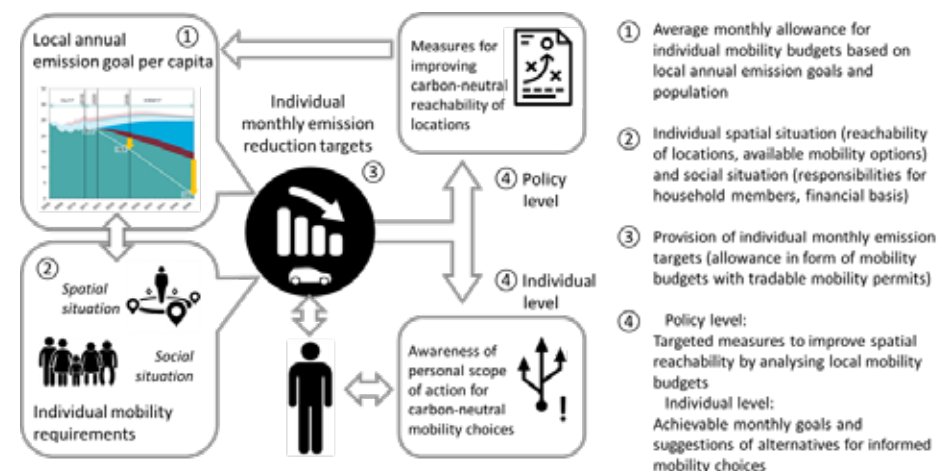 Local annual
emission goal per capita
①
Individual
monthly emission
reduction targets
③
Measures for
improving
carbon-neutral
reachability of
locations
④ Policy
level
④ Individual
level
②
Spatial
situation
Social
situation
Individual mobility
requirements
Awareness of
personal scope
of action for
carbon-neutral
mobility choices
!
① Average monthly allowance for
individual mobility budgets based on
local annual emission goals and
population
② Individual spatial situation (reachability
of locations, available mobility options)
and social situation (responsibilities for
household members, financial basis)
③ Provision of individual monthly emission
targets (allowance in form of mobility
budgets with tradable mobility permits)
④ Policy level:
Targeted measures to improve spatial
reachability by analysing local mobility
budgets
Individual level:
Achievable monthly goals and
suggestions of alternatives for informed
mobility choices